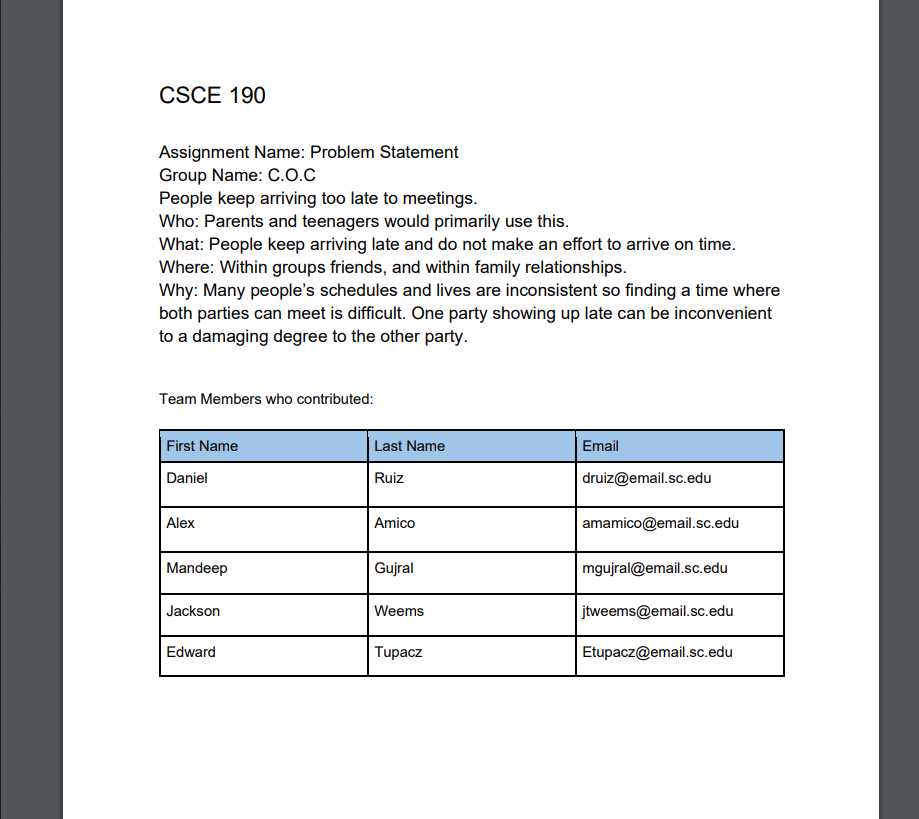 CSCE 190
Assignment Name: Problem Statement
Group Name: C.O.C
People keep arriving too late to meetings.
Who: Parents and teenagers would primarily use this.
What: People keep arriving late and do not make an effort to arrive on time.
Where: Within groups friends, and within family relationships.
Why: Many people’s schedules and lives are inconsistent so finding a time where
both parties can meet is difficult. One party showing up late can be inconvenient
to a damaging degree to the other party.
Team Members who contributed:
First Name Last Name Email
Daniel Ruiz druiz@email.sc.edu
Alex Amico amamico@email.sc.edu
Mandeep Gujral mgujral@email.sc.edu
Jackson Weems jtweems@email.sc.edu
Edward Tupacz Etupacz@email.sc.edu